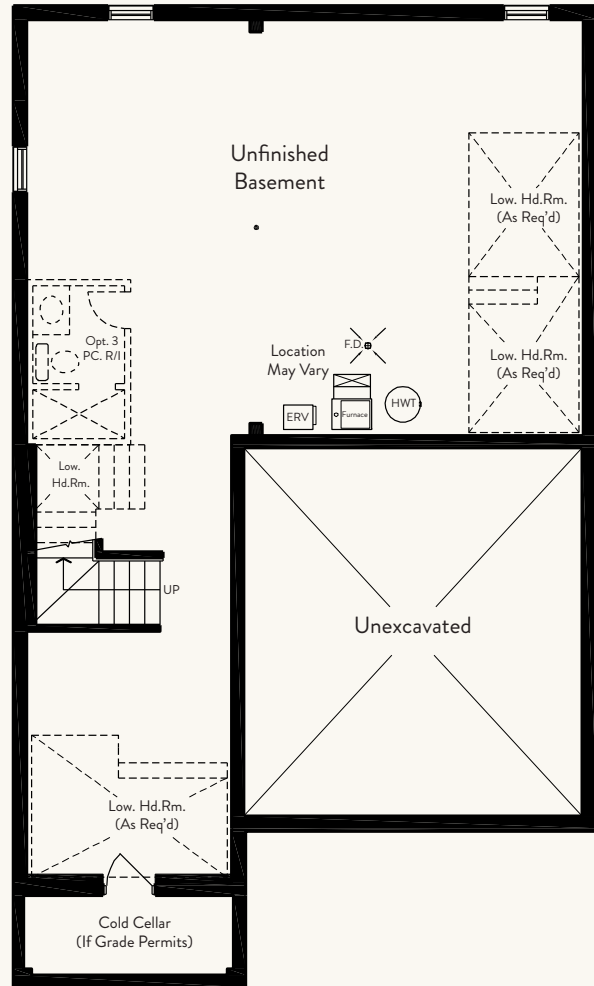 Unfinished
Basement
Low. Hd.Rm.
(As Req'd)
Opt. 3
PC. R/I
Location
May Vary
F.D.
Low. Hd.Rm.
(As Req'd)
ERV
Furnace
HWT
Low.
Hd.Rm.
UP
Unexcavated
Low. Hd.Rm.
(As Req'd)
Cold Cellar
(If Grade Permits)